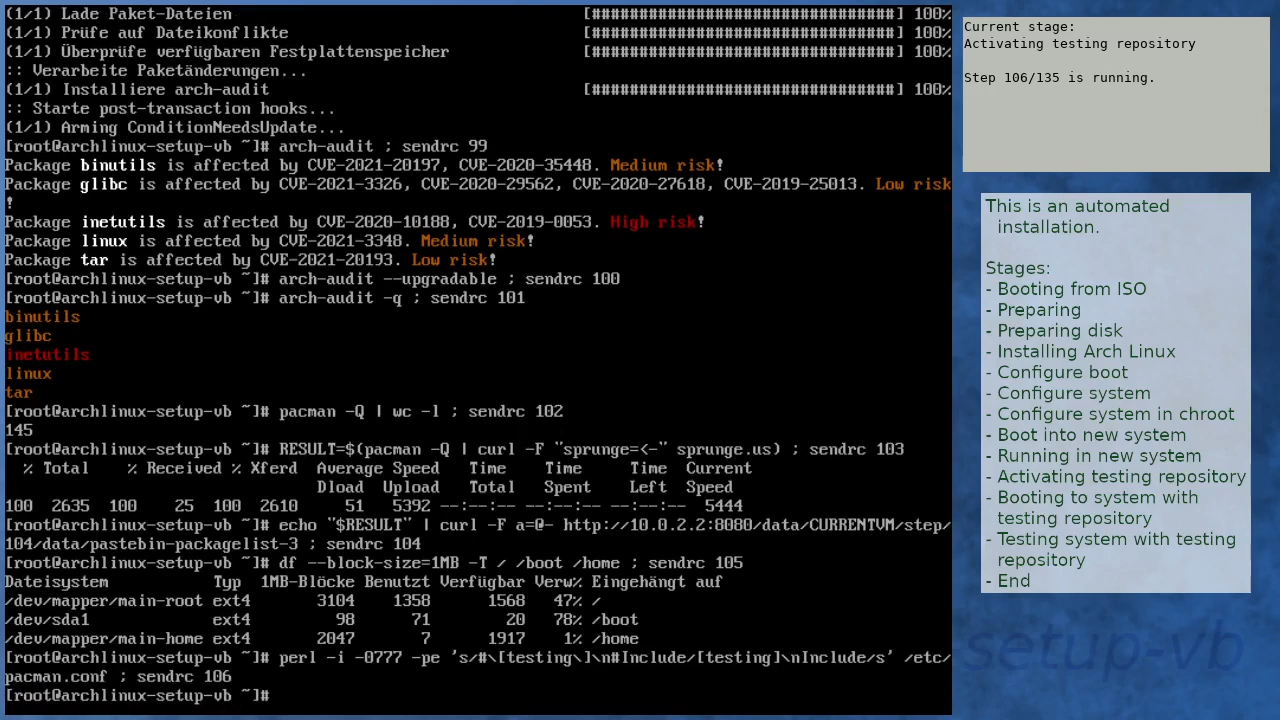 (1/1) Lade Paket-Dateien [################################] 100%
(1/1) Prüfe auf Dateikonflikte [################################] 100%
(1/1) Überprüfe verfügbaren Festplattenspeicher [################################] 100%
:: Verarbeite Paketänderungen...
(1/1) Installiere arch-audit [################################] 100%
:: Starte post-transaction hooks...
(1/1) Arming ConditionNeedsUpdate...
[root@archlinux-setup-vb ~]# arch-audit ; sendrc 99
Package binutils is affected by CVE-2021-20197, CVE-2020-35448. Medium risk!
Package glibc is affected by CVE-2021-3326, CVE-2020-29562, CVE-2020-27618, CVE-2019-25013. Low risk
!
Package inetutils is affected by CVE-2020-10188, CVE-2019-0053. High risk!
Package linux is affected by CVE-2021-3348. Medium risk!
Package tar is affected by CVE-2021-20193. Low risk!
[root@archlinux-setup-vb ~]# arch-audit --upgradable ; sendrc 100
[root@archlinux-setup-vb ~]# arch-audit -q ; sendrc 101
binutils
glibc
inetutils
linux
tar
[root@archlinux-setup-vb ~]# pacman -Q | wc -l ; sendrc 102
145
[root@archlinux-setup-vb ~]# RESULT=$(pacman -Q | curl -F "sprunge=<-" sprunge.us) ; sendrc 103
% Total % Received % Xferd Average Speed Time Time Time Current
Dload Upload Total Spent Left Speed
100 2635 100 25 100 2610 51 5392 --:--:-- --:--:-- --:--:-- 5444
[root@archlinux-setup-vb ~]# echo "$RESULT" | curl -F a=@- http://10.0.2.2:8080/data/CURRENTVM/step/
104/data/pastebin-packagelist-3 ; sendrc 104
[root@archlinux-setup-vb ~]# df --block-size=1MB -T / /boot /home ; sendrc 105
Dateisystem Typ 1MB-Blöcke Benutzt Verfügbar Verw% Eingehängt auf
/dev/mapper/main-root ext4 3104 1358 1568 47% /
/dev/sda1 ext4 98 71 20 78% /boot
/dev/mapper/main-home ext4 2047 7 1917 1% /home
[root@archlinux-setup-vb ~]# perl -i -0777 -pe 's/#\[testing\]\n#Include/[testing]\nInclude/s' /etc/
pacman.conf ; sendrc 106
[root@archlinux-setup-vb ~]#
Current stage:
Activating testing repository
Step 106/135 is running.
This is an automated
installation.
Stages:
- Booting from ISO
- Preparing
- Preparing disk
- Installing Arch Linux
- Configure boot
- Configure system
- Configure system in chroot
- Boot into new system
- Running in new system
- Activating testing repository
- Booting to system with
testing repository
- Testing system with testing
repository
- End
setup-vb